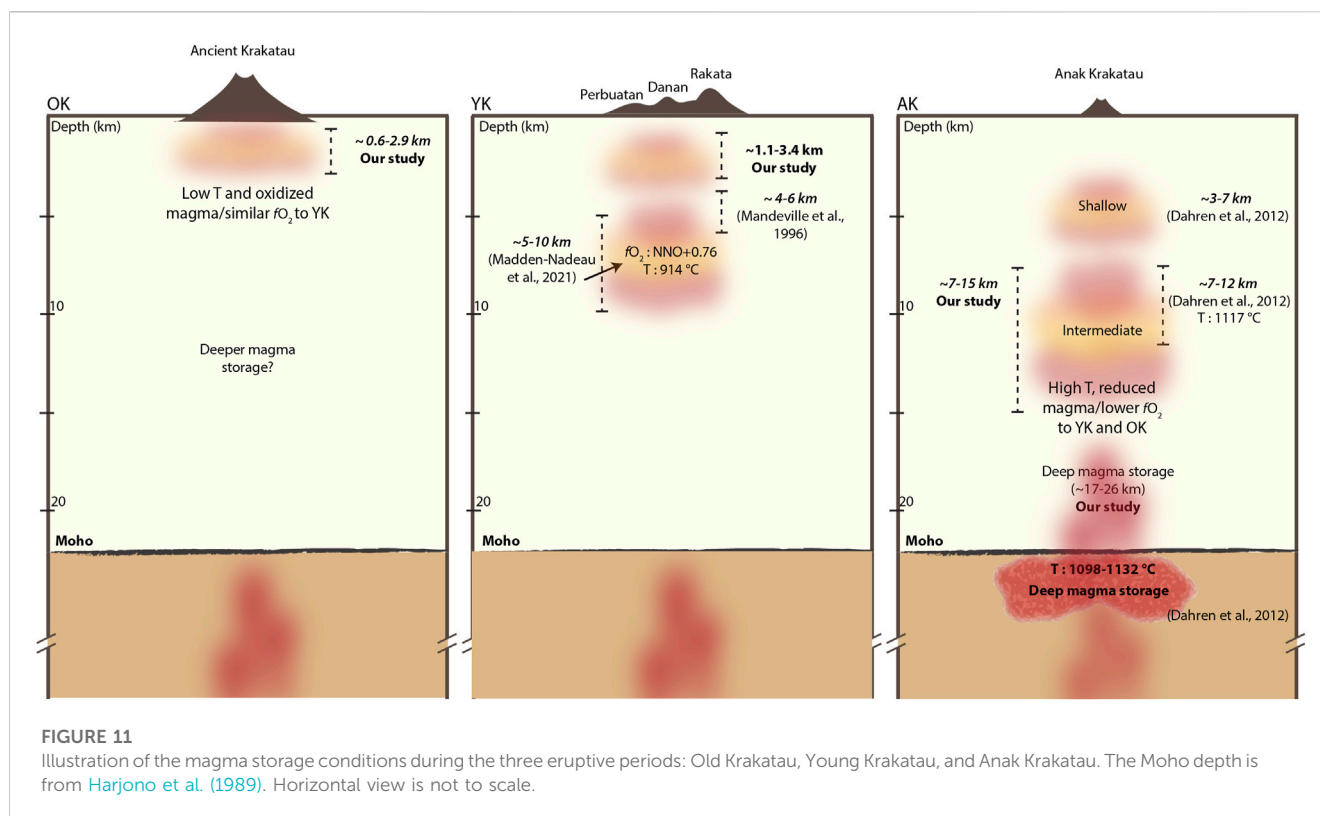 Ancient Krakatau
OK
Depth (km)
~ 0.6-2.9 km
Our study
Low T and oxidized
magma/similar fO2 to YK
10
Deeper magma
storage?
20
Moho
Rakata
Danan
Perbuatan
YK
Depth (km)
~1.1-3.4 km
Our study
~ 4-6 km
(Mandeville et al.,
1996)
~5-10 km
(Madden-Nadeau
et al., 2021)
fO2 : NNO+0.76
T : 914 °C
10
20
Moho
Anak Krakatau
AK
Depth (km)
Shallow
~3-7 km
(Dahren et al., 2012)
~7-15 km
Our study
~7-12 km
(Dahren et al., 2012)
T : 1117 °C
10
Intermediate
High T, reduced
magma/lower fO2
to YK and OK
Deep magma storage
(~17-26 km)
Our study
20
Moho
T : 1098-1132 °C
Deep magma storage
(Dahren et al., 2012)
FIGURE 11
Illustration of the magma storage conditions during the three eruptive periods: Old Krakatau, Young Krakatau, and Anak Krakatau. The Moho depth is
from Harjono et al. (1989). Horizontal view is not to scale.